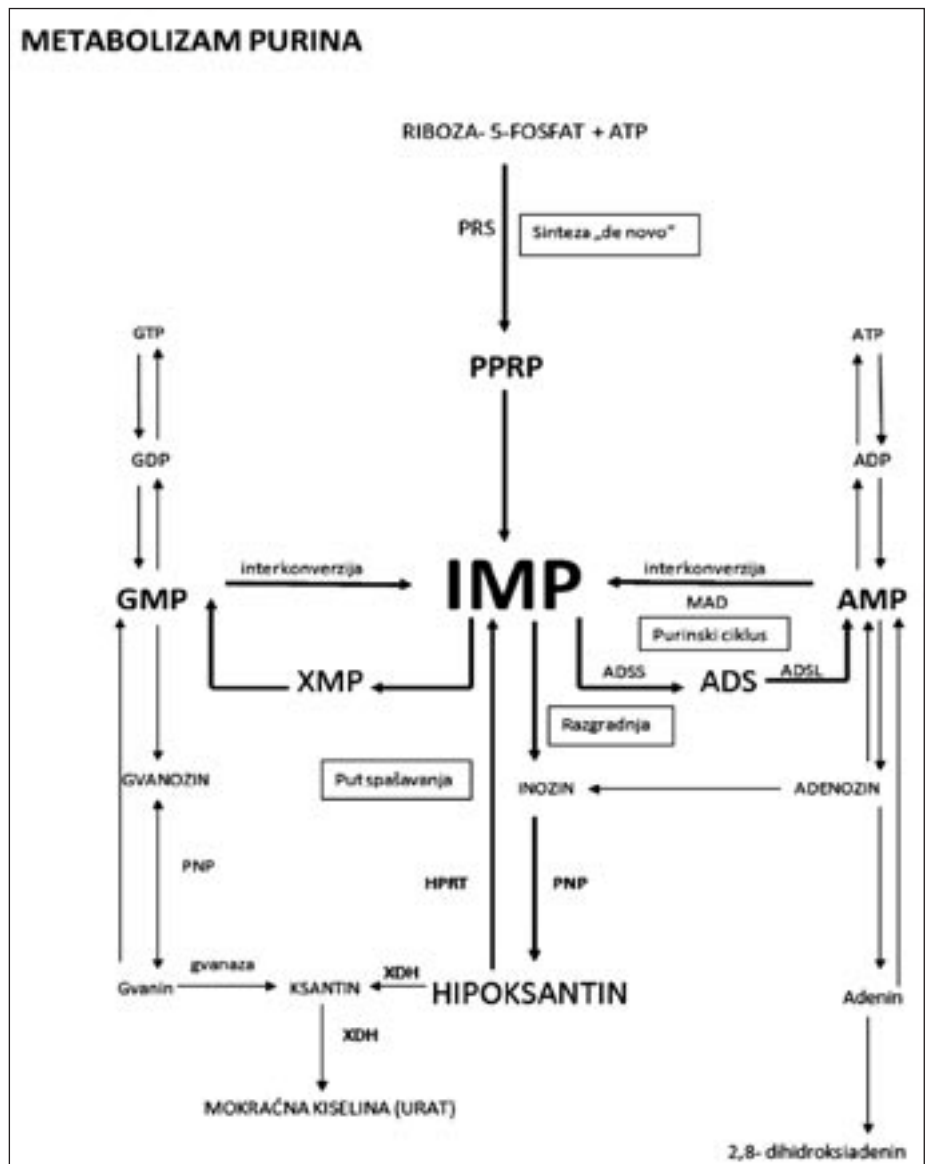 METABOLIZAM PURINA
RIBOZA- 5-FOSFAT + ATP
PRS
Sinteza „de novo"
GTP
PPRP
ATP
GDP
ADP
interkonverzija
IMP
interkonverzija
GMP
MAD
AMP
Purinski ciklus
XMP
ADSS
ADS
ADSL
Razgradnja
GVANOZIN
Put spašavanja
INOZIN
ADENOZIN
PNP
HPRT
PNP
gvanaza
XDH
Gvanin
KSANTIN
HIPOKSANTIN
Adenin
XDH
MOKRAĆNA KISELINA (URAT)
2,8- dihidroksiadenin